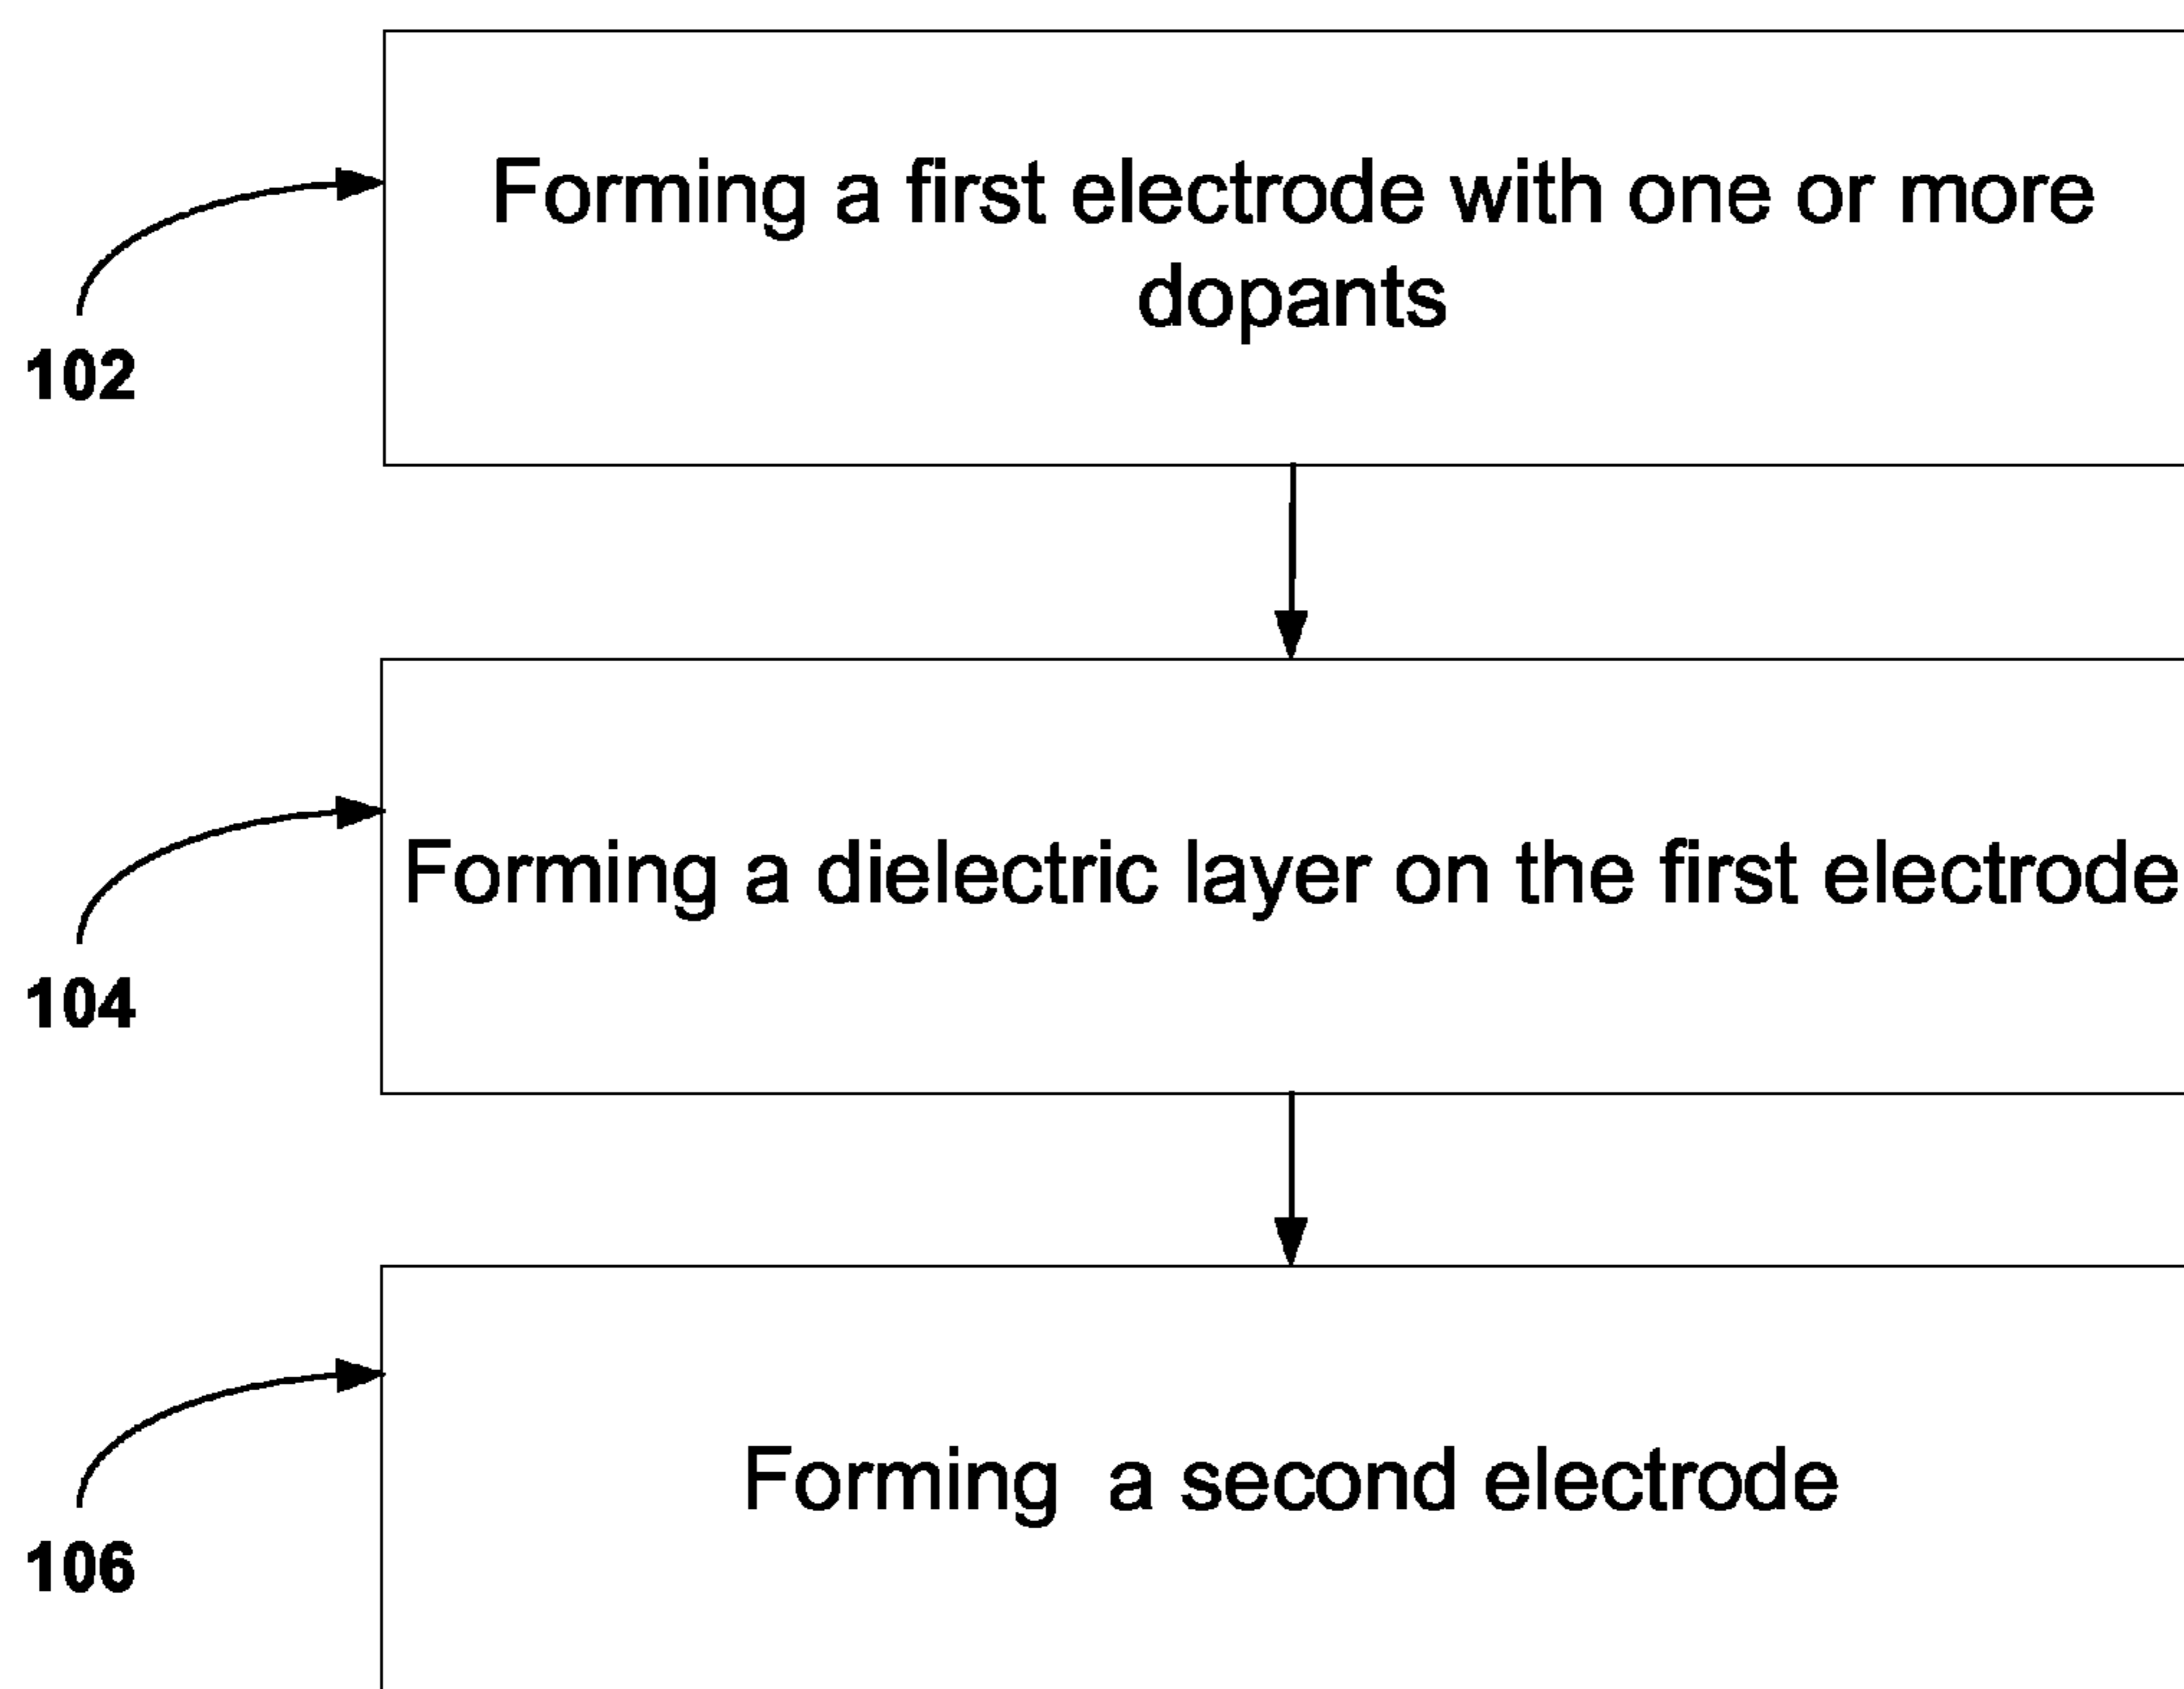 Forming a first electrode with one or more
dopants
102
Forming a dielectric layer on the first electrode
104
Forming a second electrode
106